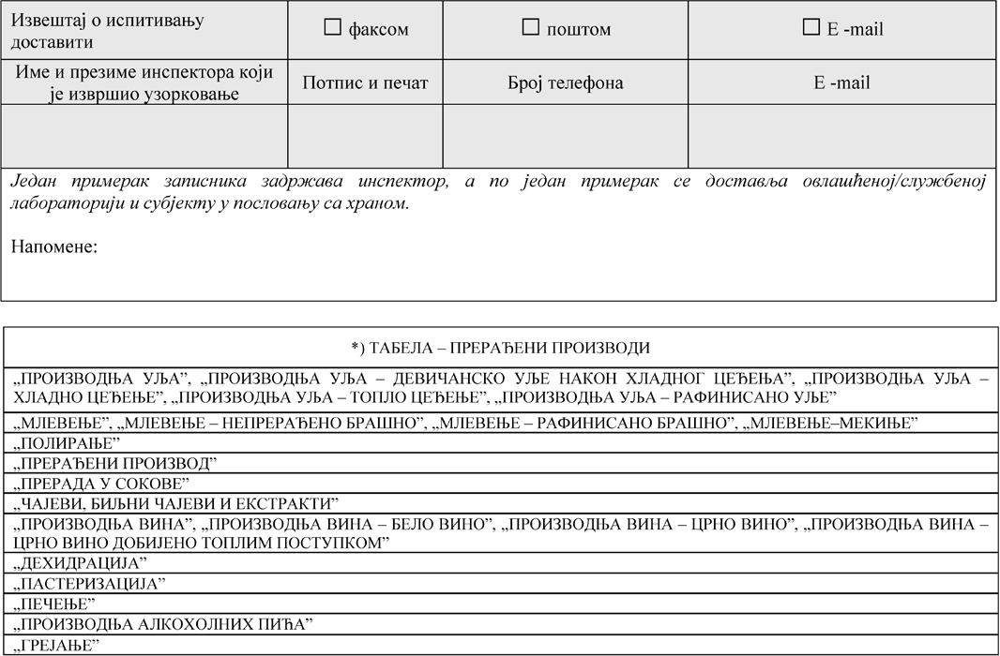 Извештај о испитивању
доставити
☐ факсом
☐ поштом
☐ Е -mail
Име и презиме инспектора који
је извршио узорковање
Потпис и печат
Број телефона
Е -mail
Један примерак записника задржава инспектор, а по један примерак се доставља овлашћеној/службеној
лабораторији и субјекту у пословању са храном.
Напомене:
*) ТАБЕЛА – ПРЕРАЂЕНИ ПРОИЗВОДИ
„ПРОИЗВОДЊА УЉА”, „ПРОИЗВОДЊА УЉА – ДЕВИЧАНСКО УЉЕ НАКОН ХЛАДНОГ ЦЕЂЕЊА”, „ПРОИЗВОДЊА УЉА –
ХЛАДНО ЦЕЂЕЊЕ”, „ПРОИЗВОДЊА УЉА – ТОПЛО ЦЕЂЕЊЕ”, „ПРОИЗВОДЊА УЉА – РАФИНИСАНО УЉЕ”
„МЛЕВЕЊЕ”, „МЛЕВЕЊЕ – НЕПРЕРАЂЕНО БРАШНО”, „МЛЕВЕЊЕ – РАФИНИСАНО БРАШНО”, „МЛЕВЕЊЕ–МЕКИЊЕ”
„ПОЛИРАЊЕ”
„ПРЕРАЂЕНИ ПРОИЗВОД”
„ПРЕРАДА У СОКОВЕ”
„ЧАЈЕВИ, БИЉНИ ЧАЈЕВИ И ЕКСТРАКТИ”
„ПРОИЗВОДЊА ВИНА”, „ПРОИЗВОДЊА ВИНА – БЕЛО ВИНО”, „ПРОИЗВОДЊА ВИНА – ЦРНО ВИНО”, „ПРОИЗВОДЊА ВИНА –
ЦРНО ВИНО ДОБИЈЕНО ТОПЛИМ ПОСТУПКОМ”
„ДЕХИДРАЦИЈА”
„ПАСТЕРИЗАЦИЈА”
„ПЕЧЕЊЕ”
„ПРОИЗВОДЊА АЛКОХОЛНИХ ПИЋА”
„ГРЕЈАЊЕ”